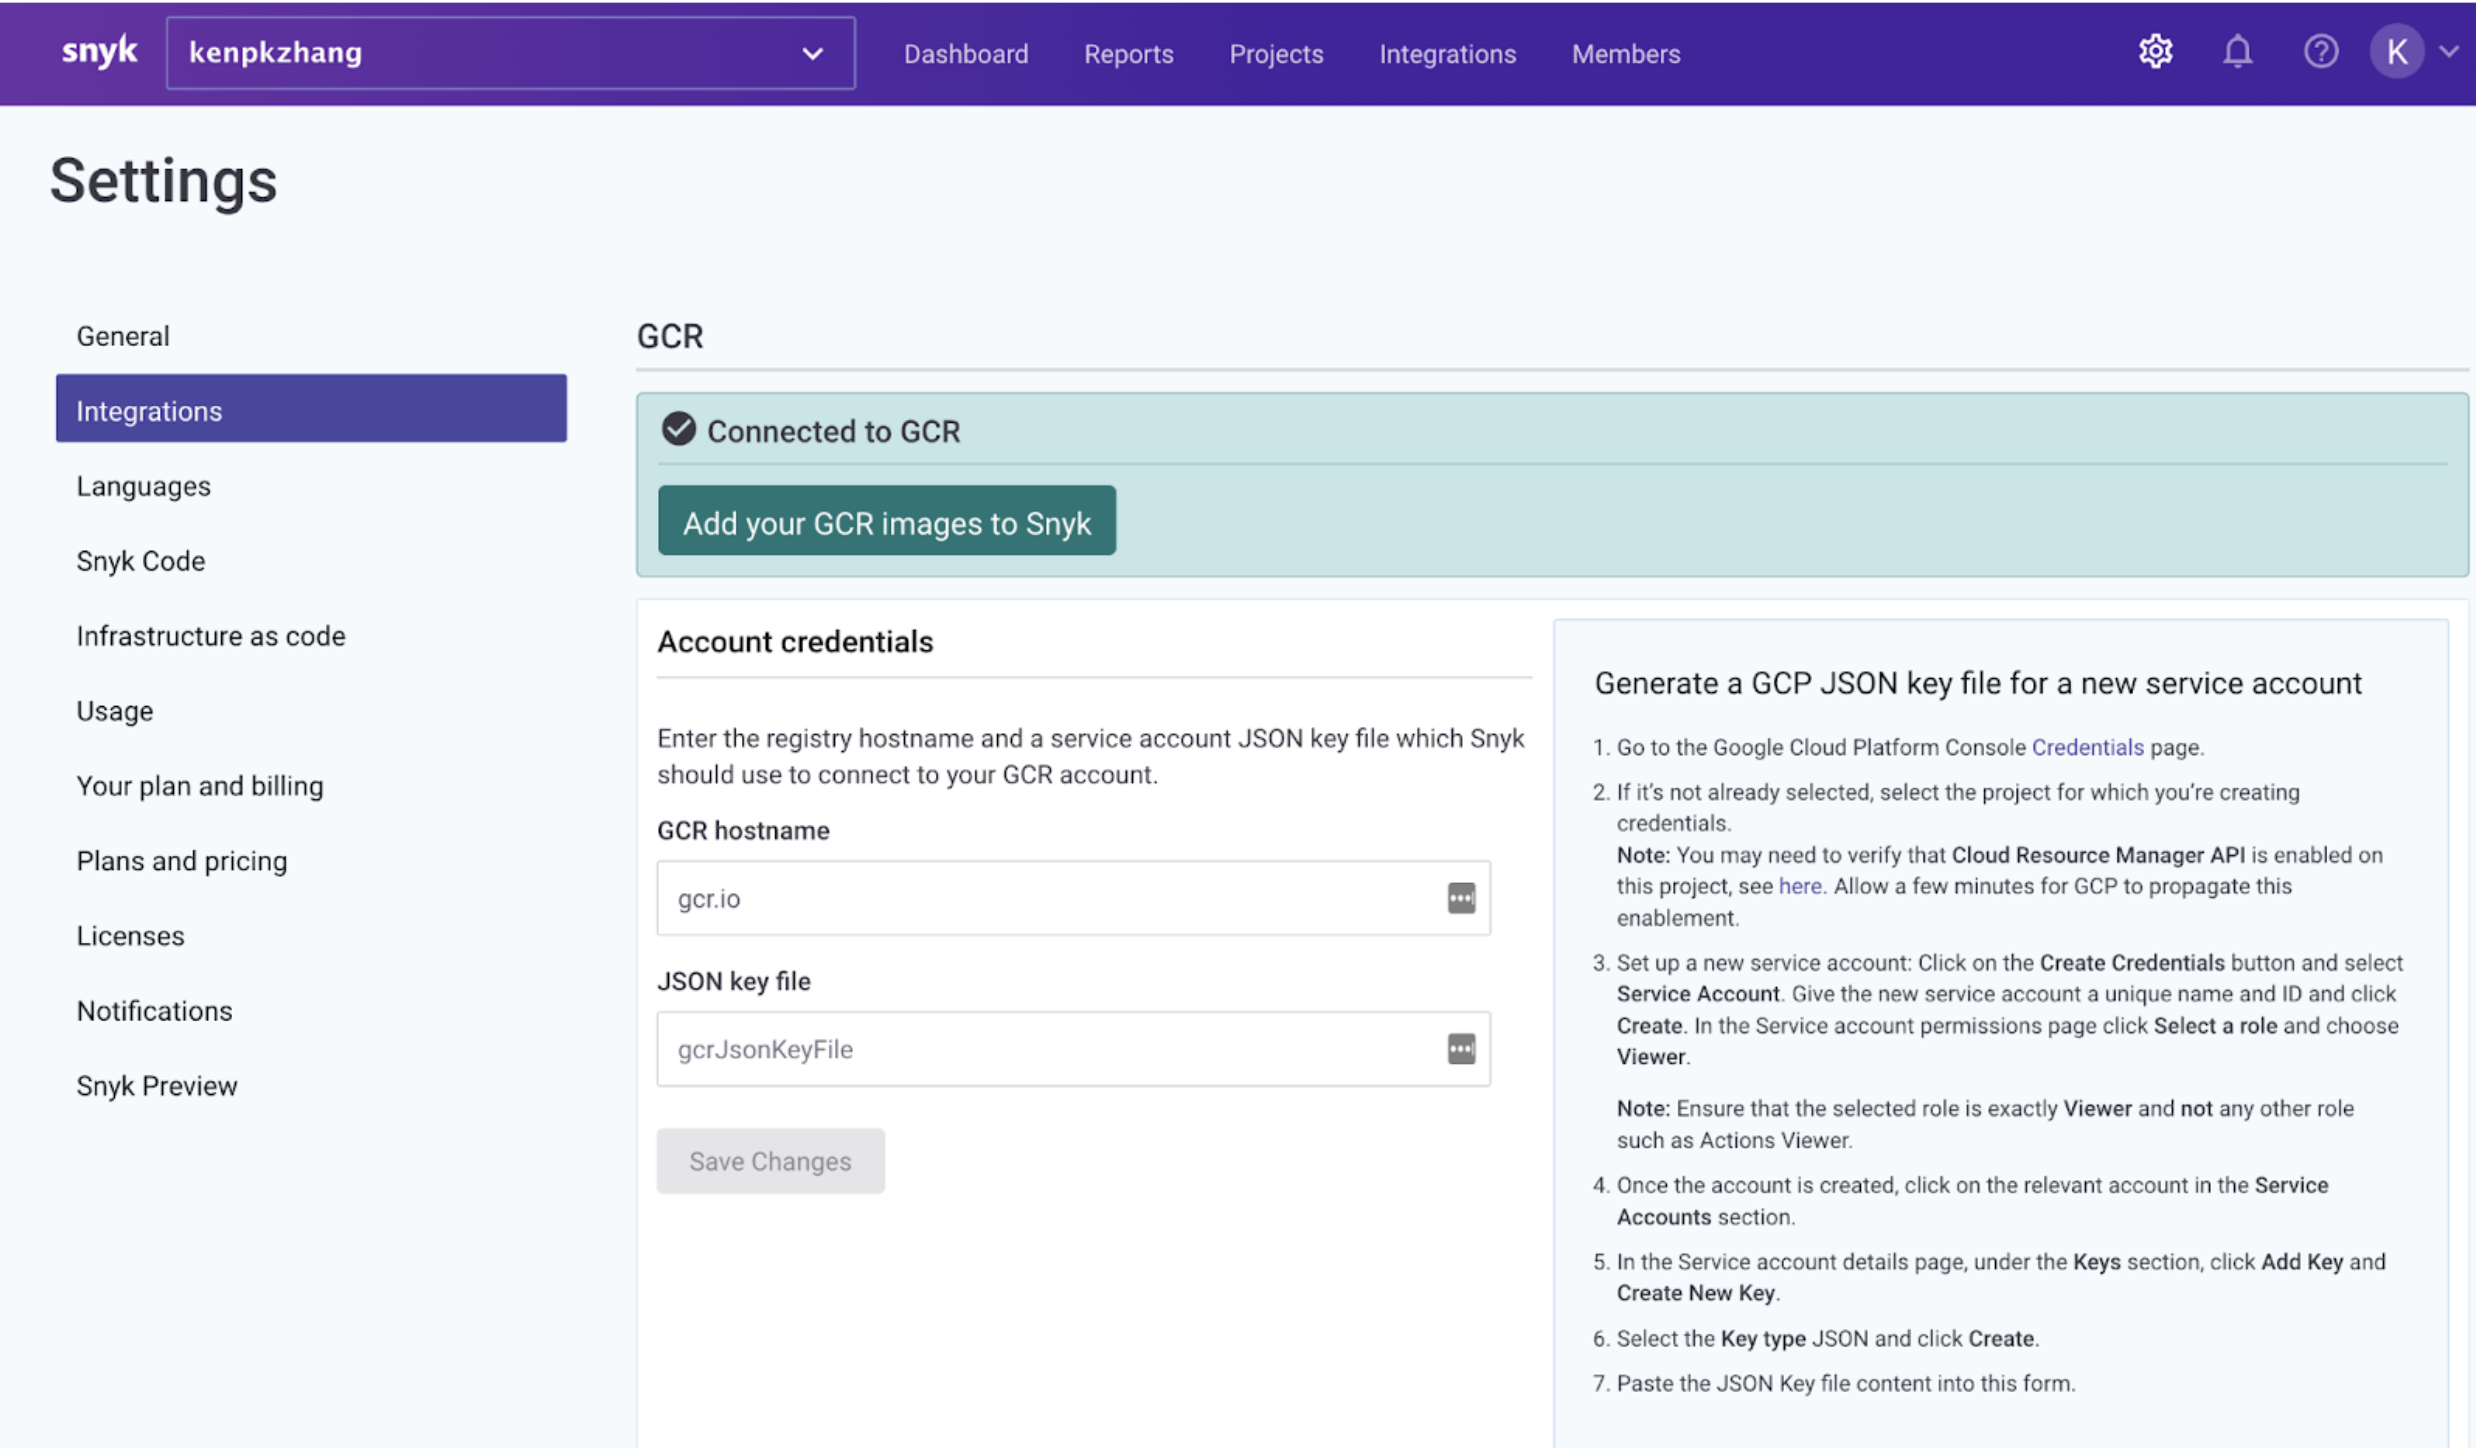 snyk kenpkzhang Dashboard Reports Projects Integrations Members K
Settings
General
Integrations
Languages
Snyk Code
Infrastructure as code
Usage
Your plan and billing
Plans and pricing
Licenses
Notifications
Snyk Preview
GCR
Connected to GCR
Add your GCR images to Snyk
Account credentials
Enter the registry hostname and a service account JSON key file which Snyk
should use to connect to your GCR account.
GCR hostname
gcr.io
JSON key file
gcrJsonKeyFile
Save Changes
Generate a GCP JSON key file for a new service account
1. Go to the Google Cloud Platform Console Credentials page.
2. If it's not already selected, select the project for which you're creating
credentials.
Note: You may need to verify that Cloud Resource Manager API is enabled on
this project, see here. Allow a few minutes for GCP to propagate this
enablement.
3. Set up a new service account: Click on the Create Credentials button and select
Service Account. Give the new service account a unique name and ID and click
Create. In the Service account permissions page click Select a role and choose
Viewer.
Note: Ensure that the selected role is exactly Viewer and not any other role
such as Actions Viewer.
4. Once the account is created, click on the relevant account in the Service
Accounts section.
5. In the Service account details page, under the Keys section, click Add Key and
Create New Key.
6. Select the Key type JSON and click Create.
7. Paste the JSON Key file content into this form.